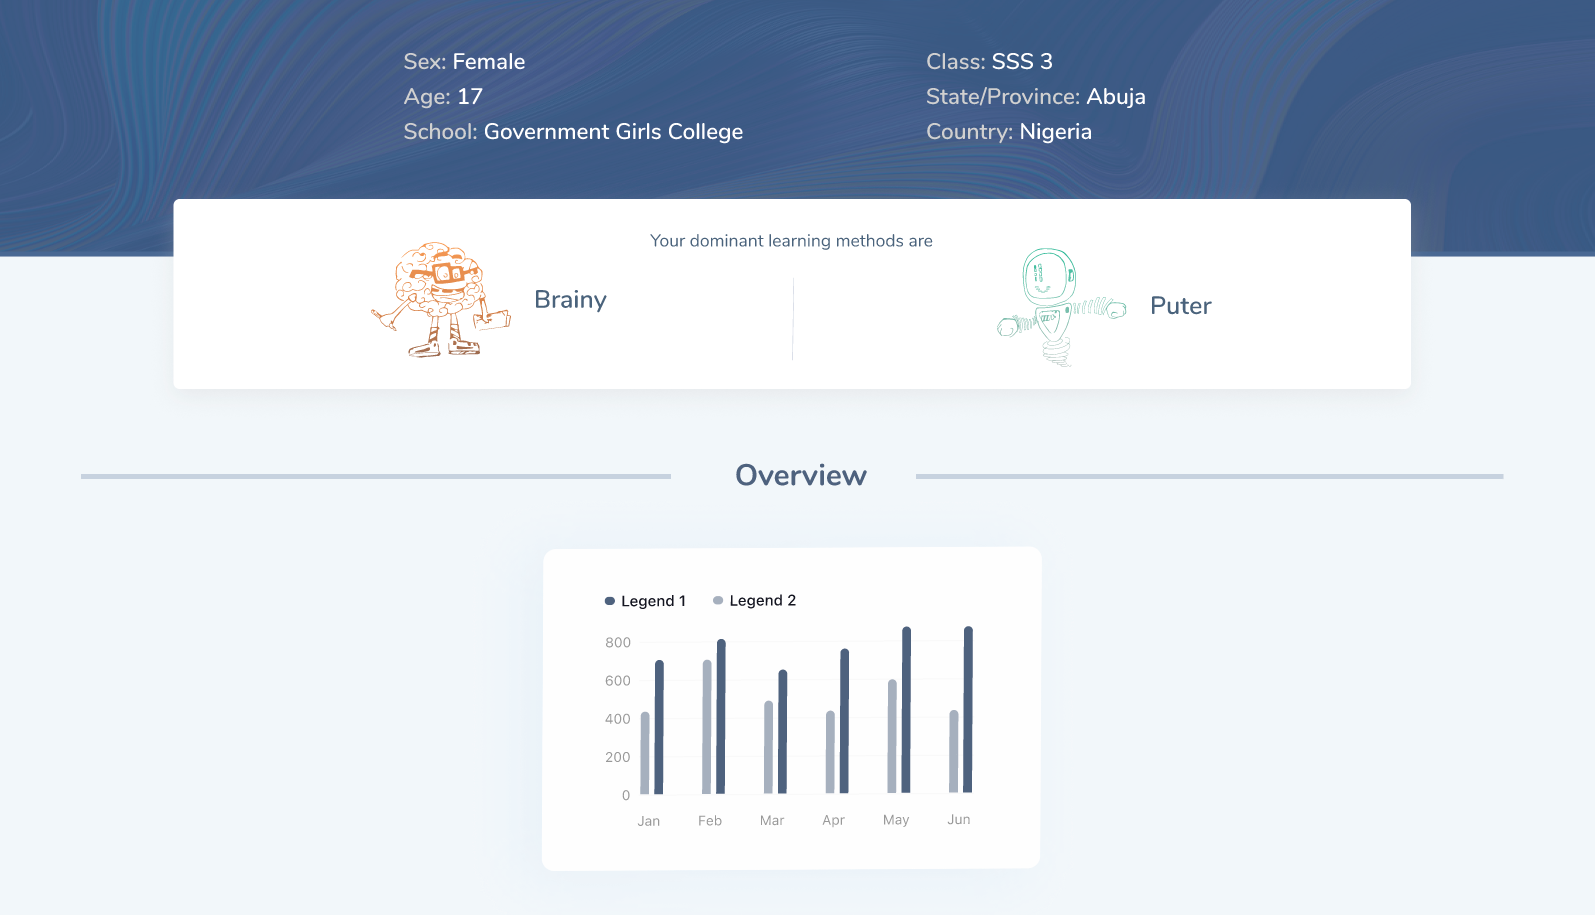 Sex: Female
Age: 17
School: Government Girls College
Class: SSS 3
State/Province: Abuja
Country: Nigeria
Your dominant learning methods are
Brainy
Puter
Overview
Legend 1 Legend 2
800
600
400
200
0
Jan Feb Mar Apr May Jun